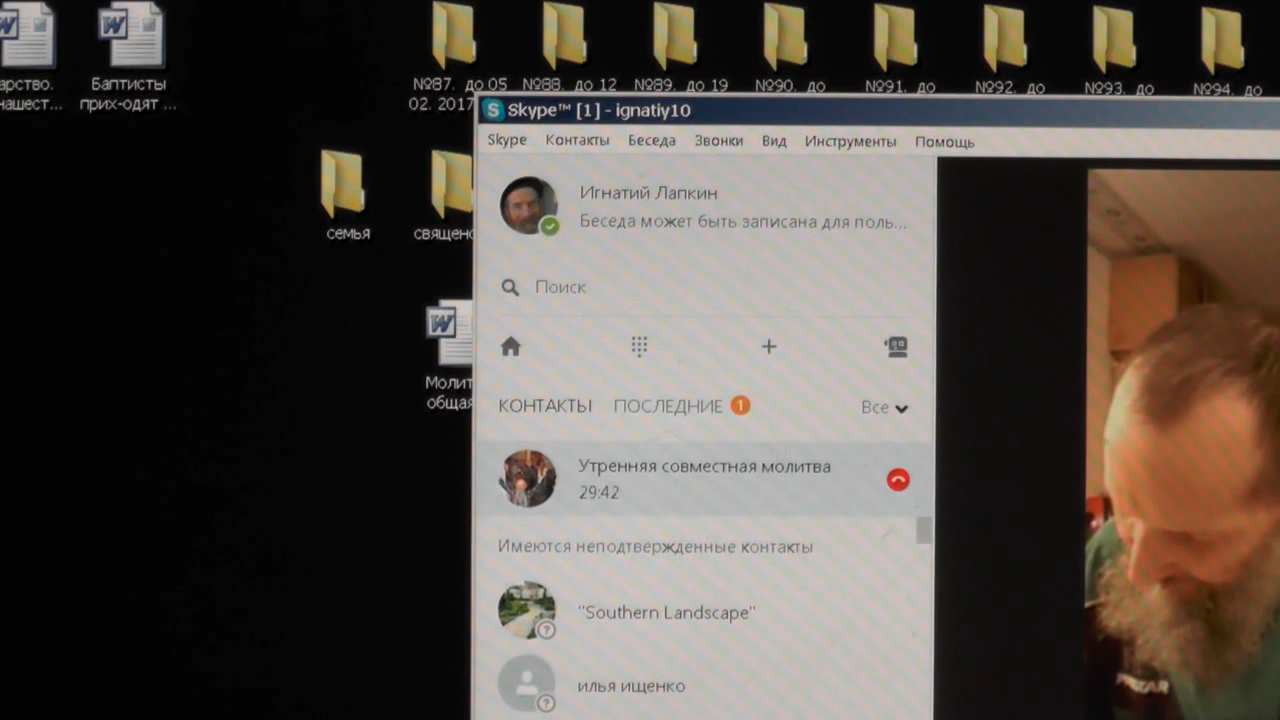 арство.
нашест...
Баптисты
прих-одят ...
№87. до 05
02. 2017
№88. до 12
№89. до 19
№90. до
№91. до
№92. до
№93. до
№94. до
Skype™ [1] - ignatiy10
Skype Контакты Беседа Звонки Вид Инструменты Помощь
Игнатий Лапкин
Беседа может быть записана для поль...
семья
священ
Поиск
Молит
общая
КОНТАКТЫ ПОСЛЕДНИЕ 1 Все
Утренняя совместная молитва
29:42
Имеются неподтвержденные контакты
"Southern Landscape"
илья ищенко